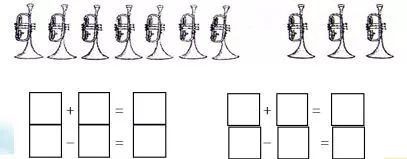 + = + =
− = − =